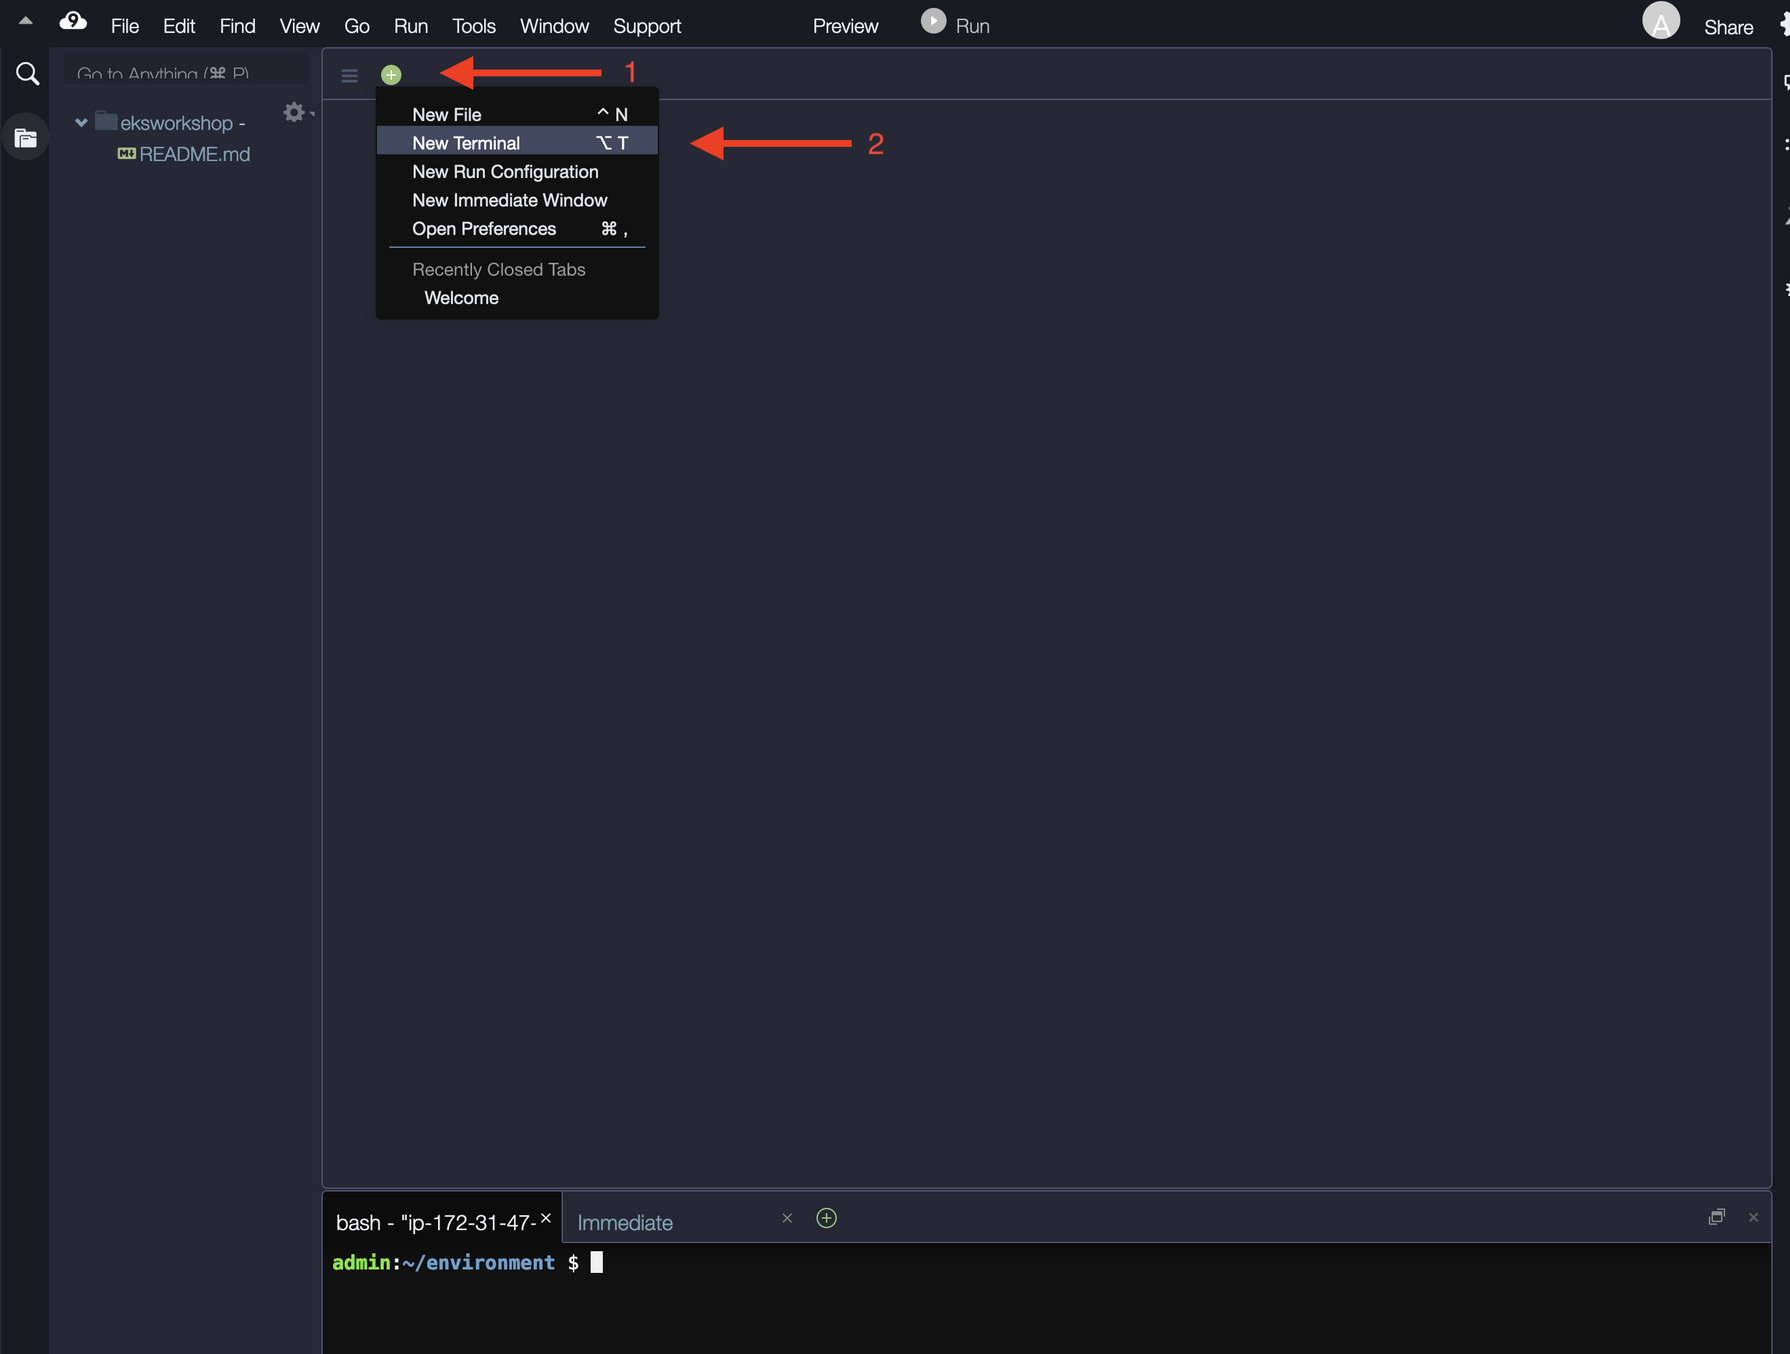 9 File Edit Find View Go Run Tools Window Support Preview Run A Share
Go to Anything (⌘ P)
1
eksworkshop -
README.md
New File ^ N
New Terminal ⌥ T
2
New Run Configuration
New Immediate Window
Open Preferences ⌘ ,
Recently Closed Tabs
Welcome
bash - "ip-172-31-47- × Immediate ×
admin:~/environment $